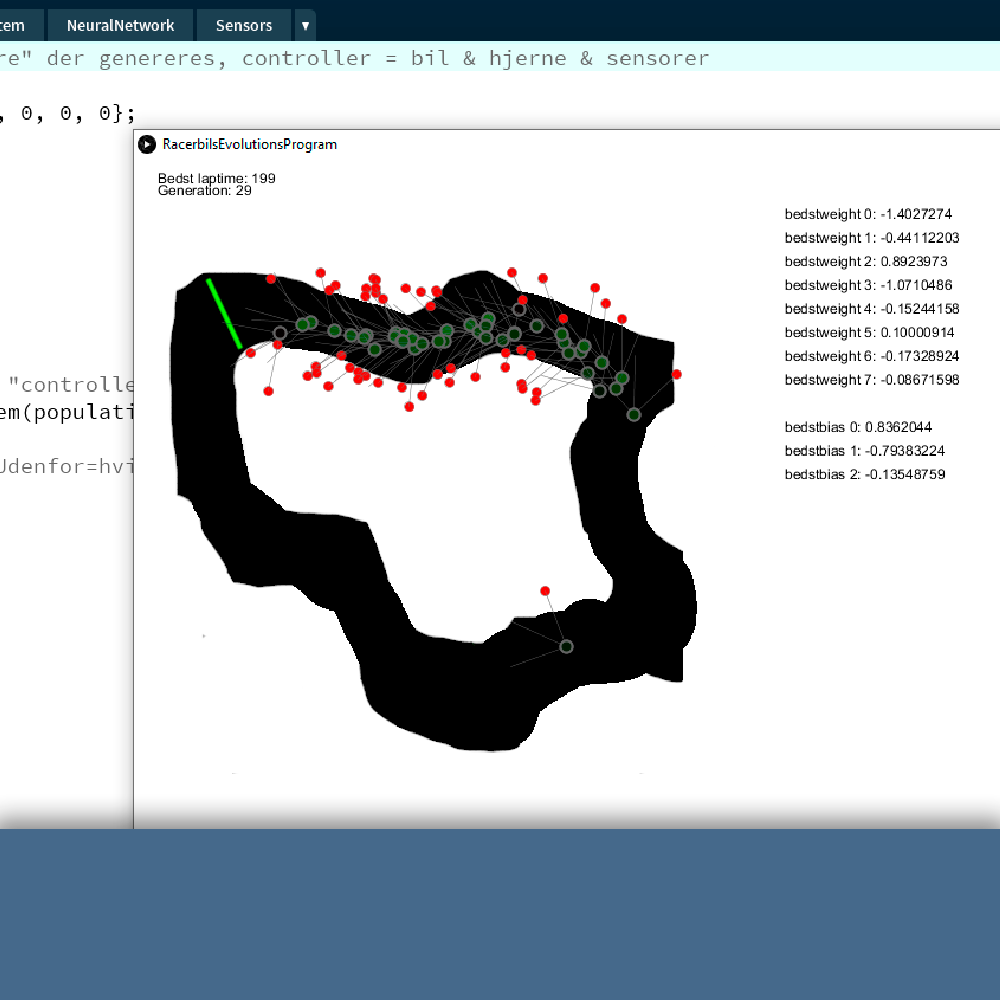 NeuralNetwork
Sensors
▼
der genereres, controller = bil & hjerne & sensorer
, 0, 0, 0};
RacerbilsEvolutionsProgram
Bedst laptime: 199
Generation: 29
bedstweight 0: -1.4027274
bedstweight 1: -0.44112203
bedstweight 2: 0.8923973
bedstweight 3: -1.0710486
bedstweight 4: -0.15244158
bedstweight 5: 0.10000914
bedstweight 6: -0.17328924
bedstweight 7: -0.08671598
bedstbias 0: 0.8362044
bedstbias 1: -0.79383224
bedstbias 2: -0.13548759
"controlle
em(populati
Udenfor=hvi